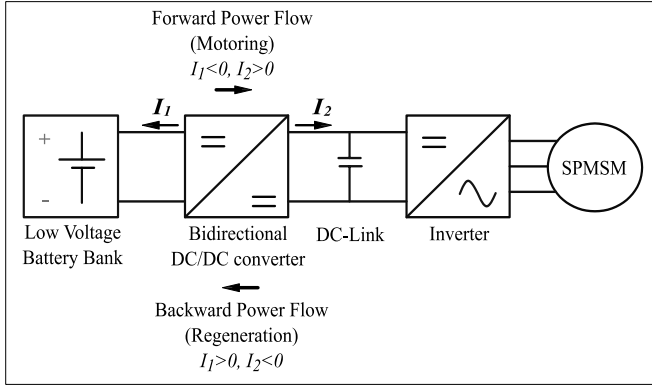 Forward Power Flow
(Motoring)
I1<0, I2>0
I1
I2
+
-
SPMSM
Low Voltage
Battery Bank
Bidirectional
DC/DC converter
DC-Link
Inverter
Backward Power Flow
(Regeneration)
I1>0, I2<0